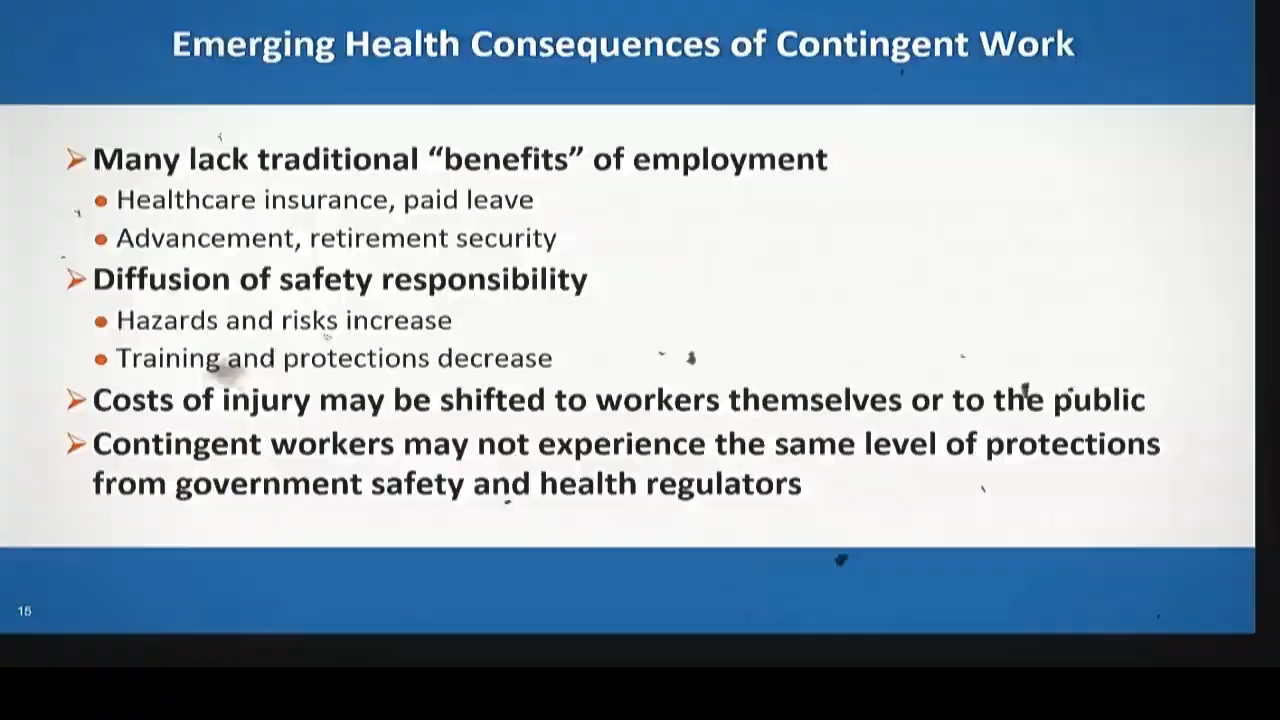 Emerging Health Consequences of Contingent Work
Many lack traditional “benefits” of employment
Healthcare insurance, paid leave
Advancement, retirement security
Diffusion of safety responsibility
Hazards and risks increase
Training and protections decrease
Costs of injury may be shifted to workers themselves or to the public
Contingent workers may not experience the same level of protections
from government safety and health regulators
15